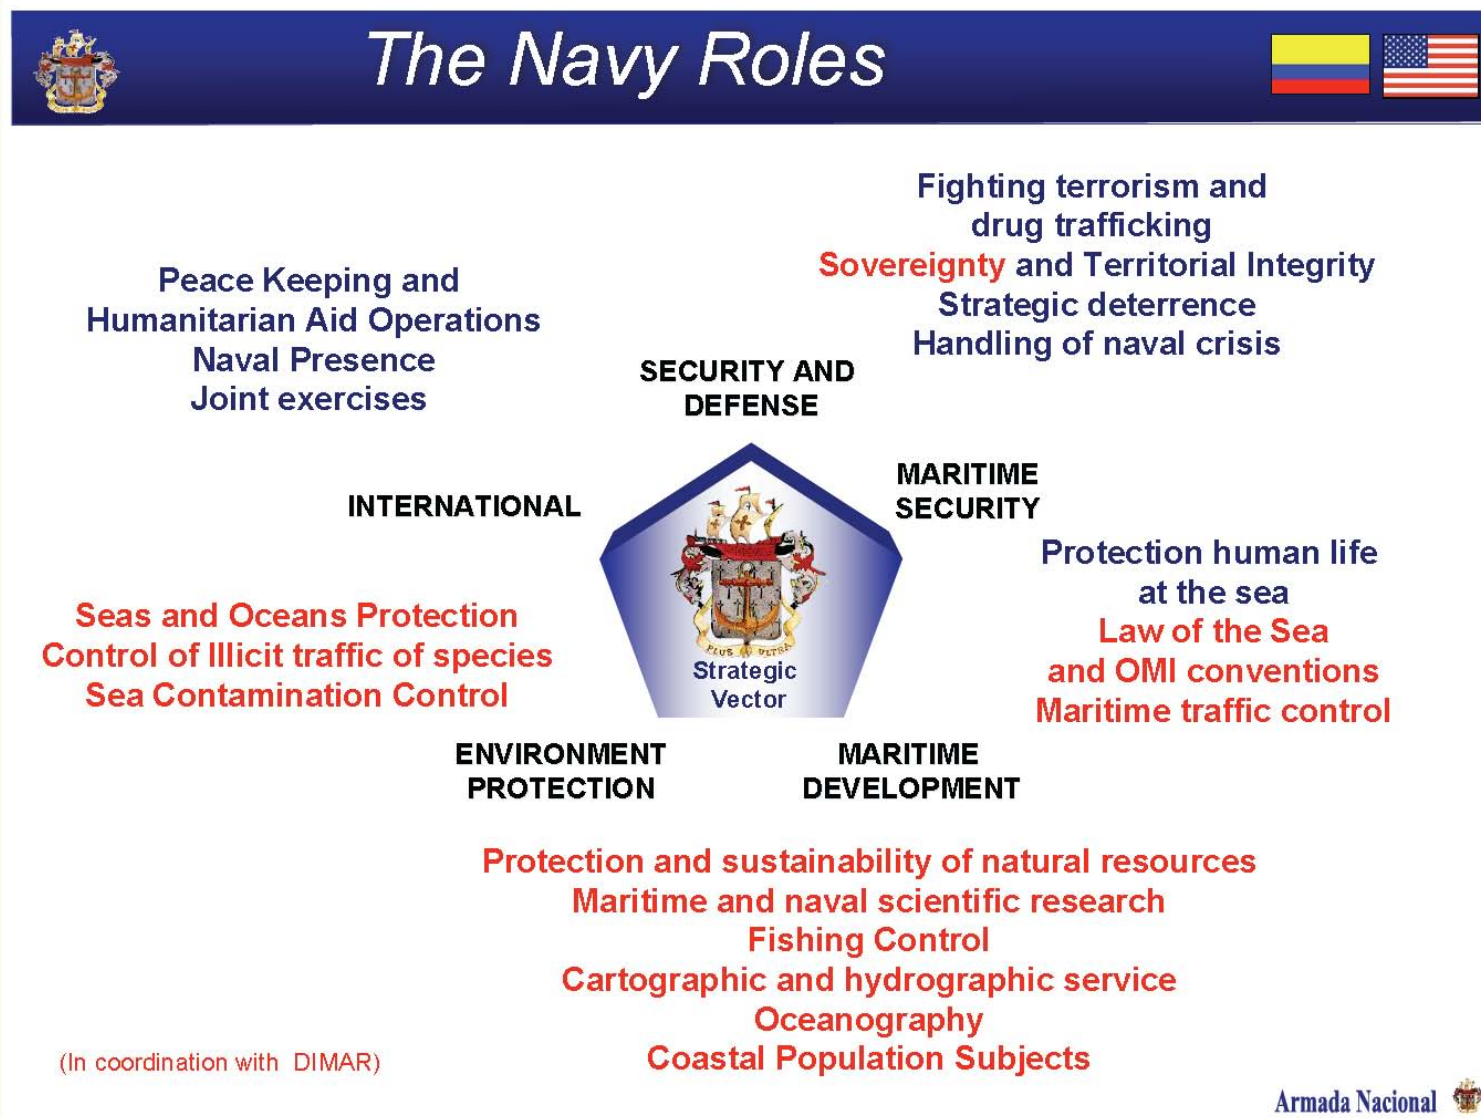 The Navy Roles
Fighting terrorism and
drug trafficking
Sovereignty and Territorial Integrity
Strategic deterrence
Handling of naval crisis
Peace Keeping and
Humanitarian Aid Operations
Naval Presence
Joint exercises
SECURITY AND
DEFENSE
MARITIME
SECURITY
INTERNATIONAL
Protection human life
at the sea
Law of the Sea
and OMI conventions
Maritime traffic control
Seas and Oceans Protection
Control of Illicit traffic of species
Sea Contamination Control
PLUS ULTRA
Strategic
Vector
ENVIRONMENT
PROTECTION
MARITIME
DEVELOPMENT
Protection and sustainability of natural resources
Maritime and naval scientific research
Fishing Control
Cartographic and hydrographic service
Oceanography
Coastal Population Subjects
(In coordination with DIMAR)
Armada Nacional